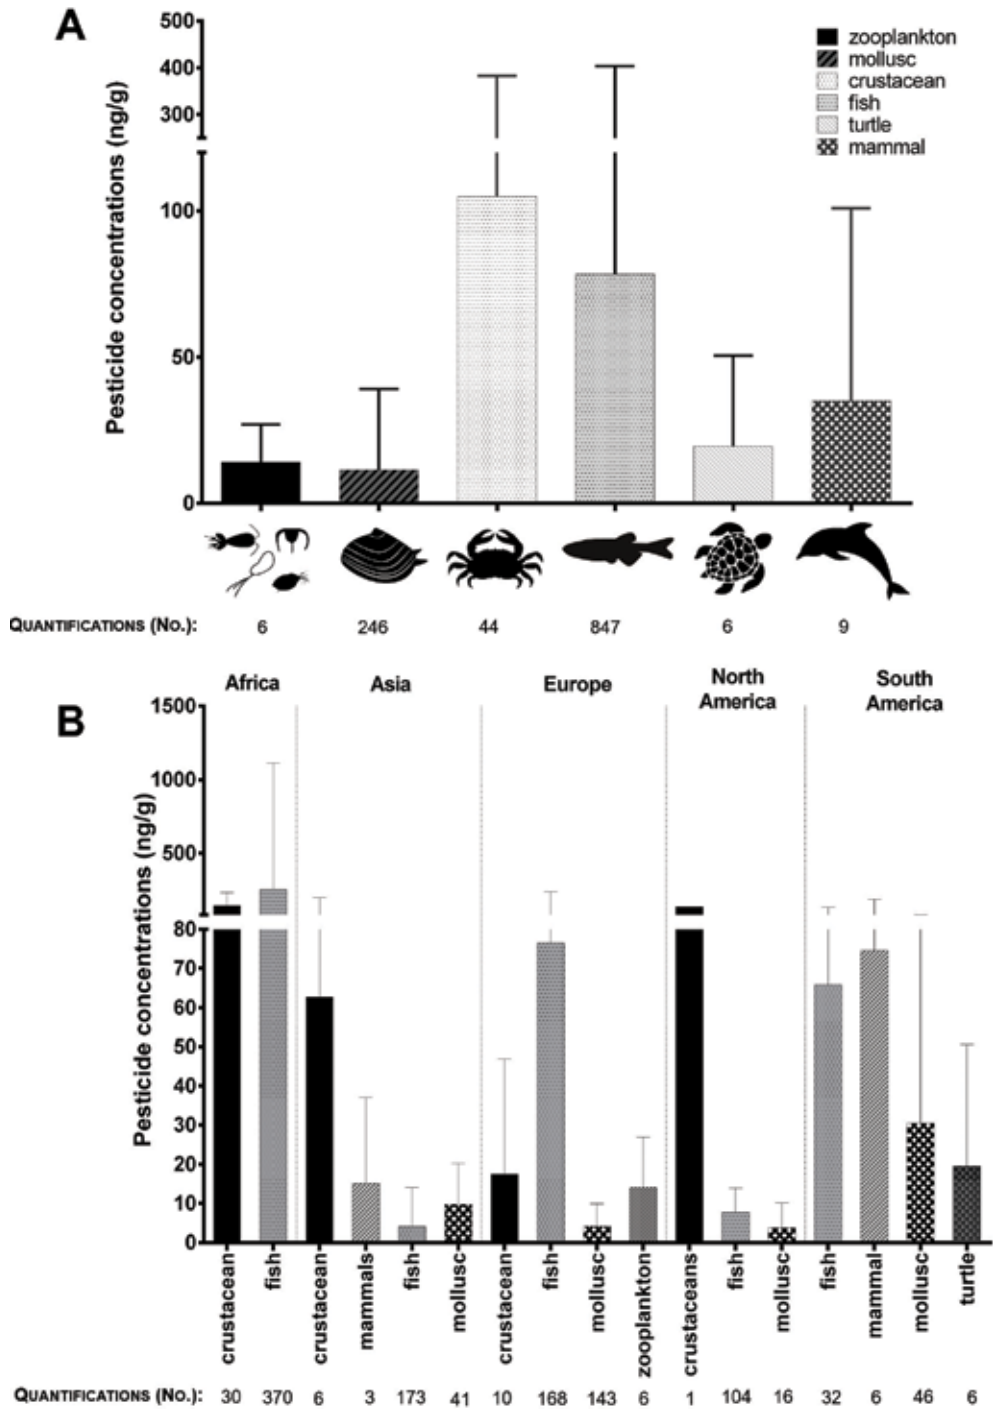 A
500
400
300
100
50
0
Pesticide concentrations (ng/g)
zooplankton
mollusc
crustacean
fish
turtle
mammal
QUANTIFICATIONS (NO.): 6 246 44 847 6 9
B
Africa Asia Europe North America South America
1500
1000
500
80
70
60
50
40
30
20
10
0
Pesticide concentrations (ng/g)
crustacean
fish
crustacean
mammals
fish
mollusc
crustacean
fish
mollusc
zooplankton
crustaceans
fish
mollusc
fish
mammal
mollusc
turtle
QUANTIFICATIONS (NO.): 30 370 6 3 173 41 10 168 143 6 1 104 16 32 6 46 6